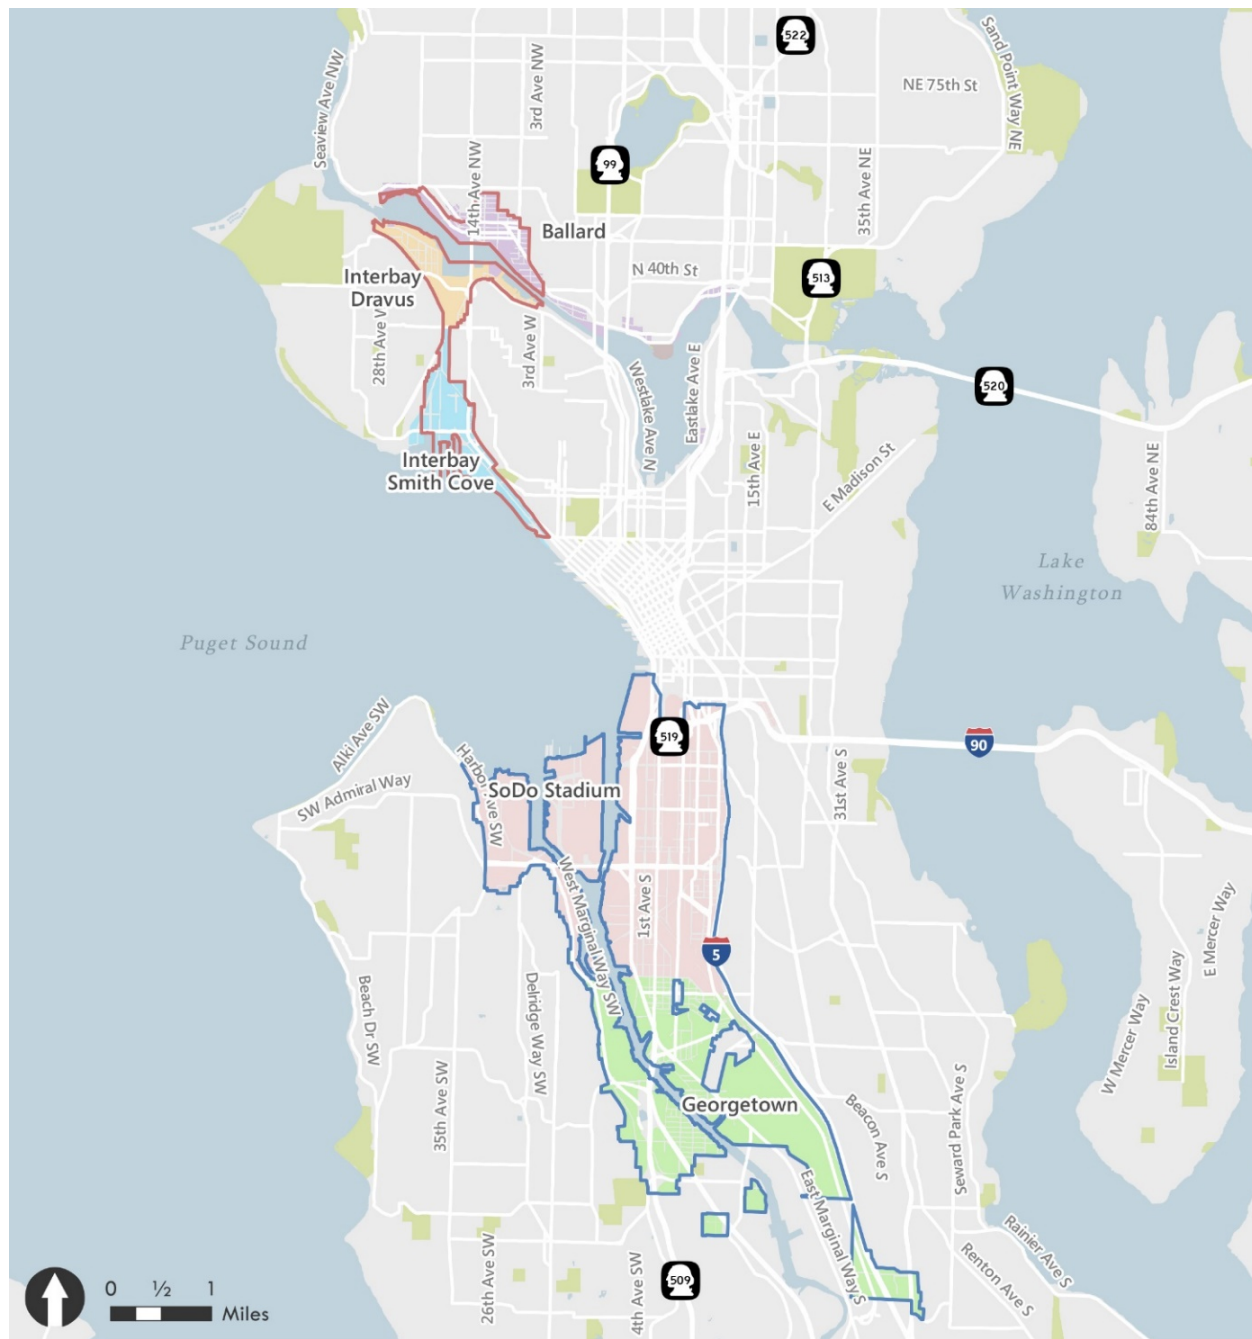 522
Sand Point Way NE
NE 75th St
3rd Ave NW
Seaview Ave NW
99
14th Ave NW
35th Ave NE
Ballard
N 40th St
513
Interbay
Dravus
28th Ave W
3rd Ave W
Westlake Ave N
Eastlake Ave E
520
15th Ave E
E Madison St
84th Ave NE
Interbay
Smith Cove
Lake
Washington
Puget Sound
Alki Ave SW
SW Admiral Way
Harbor Ave SW
519
90
SoDo Stadium
31st Ave S
West Marginal Way SW
1st Ave S
5
E Mercer Way
Island Crest Way
W Mercer Way
Beach Dr SW
Delridge Way SW
35th Ave SW
Georgetown
Beacon Ave S
Seward Park Ave S
East Marginal Way S
Rainier Ave S
Renton Ave S
26th Ave SW
4th Ave SW
509
0 ½ 1
Miles